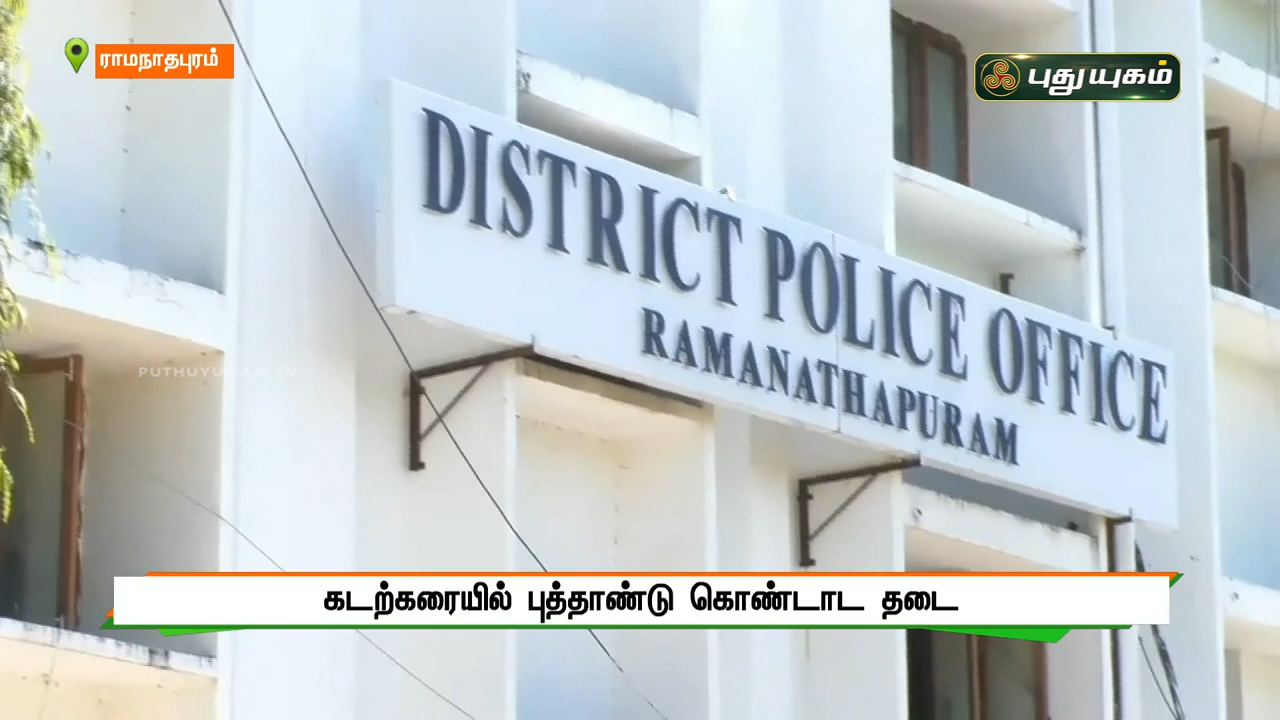 ராமநாதபுரம்
புதுயுகம்
DISTRICT POLICE OFFICE
RAMANATHAPURAM
PUTHUYUGAM TV
கடற்கரையில் புத்தாண்டு கொண்டாட தடை